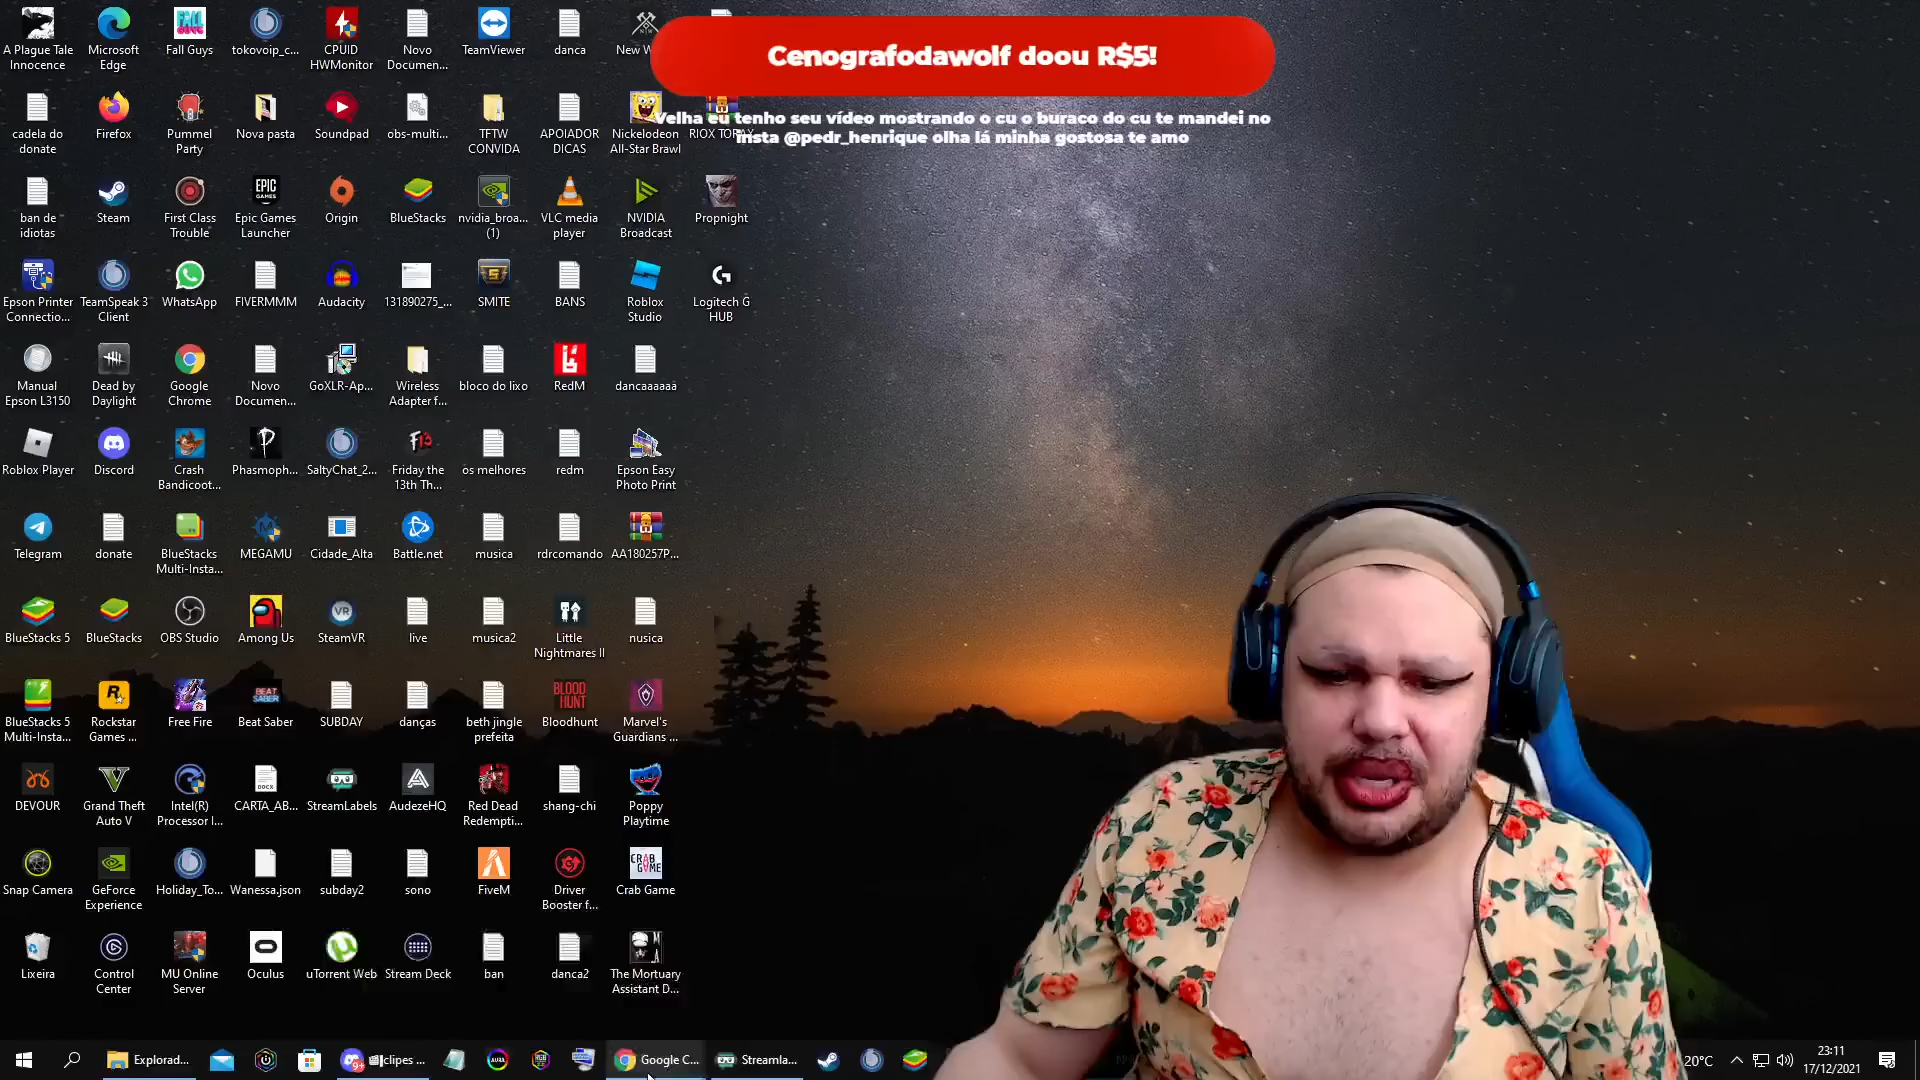 Cenografodawolf doou R$5!
Velha eu tenho seu vídeo mostrando o cu o buraco do cu te mandei no
insta @pedr_henrique olha lá minha gostosa te amo
A Plague Tale Innocence
Microsoft Edge
Fall Guys
tokovoip_c...
CPUID HWMonitor
Novo Documen...
TeamViewer
danca
New W
cadela do donate
Firefox
Pummel Party
Nova pasta
Soundpad
obs-multi...
TFTW CONVIDA
APOIADOR DICAS
Nickelodeon All-Star Brawl
RIOX TORAX
ban de idiotas
Steam
First Class Trouble
Epic Games Launcher
Origin
BlueStacks
nvidia_broa... (1)
VLC media player
NVIDIA Broadcast
Propnight
Epson Printer Connectio...
TeamSpeak 3 Client
WhatsApp
FIVERMMM
Audacity
131890275_...
SMITE
BANS
Roblox Studio
Logitech G HUB
Manual Epson L3150
Dead by Daylight
Google Chrome
Novo Documen...
GoXLR-Ap...
Wireless Adapter f...
bloco do lixo
RedM
dancaaaaaa
Roblox Player
Discord
Crash Bandicoot...
Phasmoph...
SaltyChat_2...
Friday the 13th Th...
os melhores
redm
Epson Easy Photo Print
Telegram
donate
BlueStacks Multi-Insta...
MEGAMU
Cidade_Alta
Battle.net
musica
rdrcomando
AA180257P...
BlueStacks 5
BlueStacks
OBS Studio
Among Us
SteamVR
live
musica2
Little Nightmares II
nusica
BlueStacks 5 Multi-Insta...
Rockstar Games ...
Free Fire
Beat Saber
SUBDAY
danças
beth jingle prefeita
Bloodhunt
Marvel's Guardians ...
DEVOUR
Grand Theft Auto V
Intel(R) Processor I...
CARTA_AB...
StreamLabels
AudezeHQ
Red Dead Redempti...
shang-chi
Poppy Playtime
Snap Camera
GeForce Experience
Holiday_To...
Wanessa.json
subday2
sono
FiveM
Driver Booster f...
Crab Game
Lixeira
Control Center
MU Online Server
Oculus
uTorrent Web
Stream Deck
ban
danca2
The Mortuary Assistant D...
Explorad...
clipes ...
Google C...
Streamla...
20°C
23:11
17/12/2021